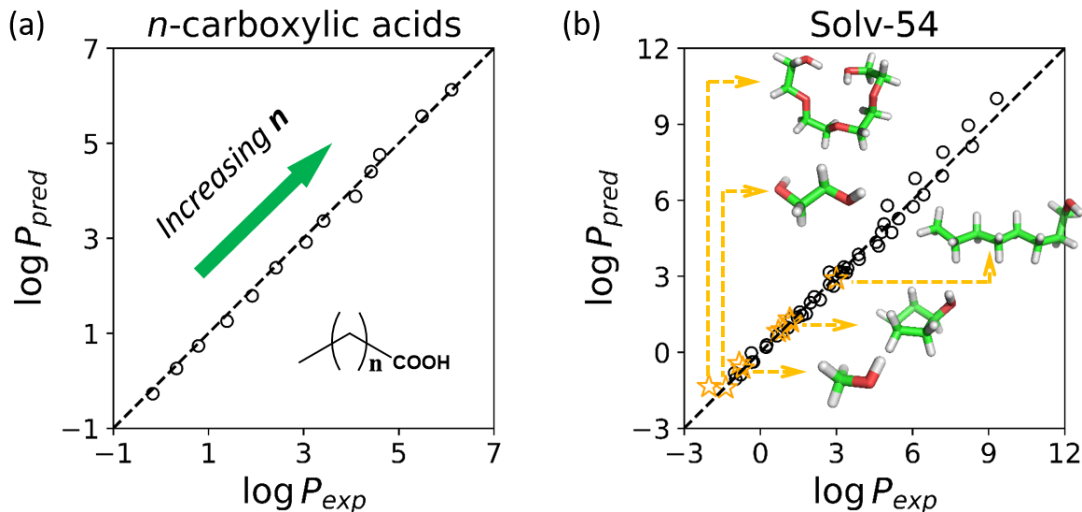 (a)
n-carboxylic acids
7
5
3
1
−1
log P_pred
Increasing n
n
COOH
−1
1
3
5
7
log P_exp
(b)
Solv-54
12
9
6
3
0
−3
log P_pred
−3
0
3
6
9
12
log P_exp